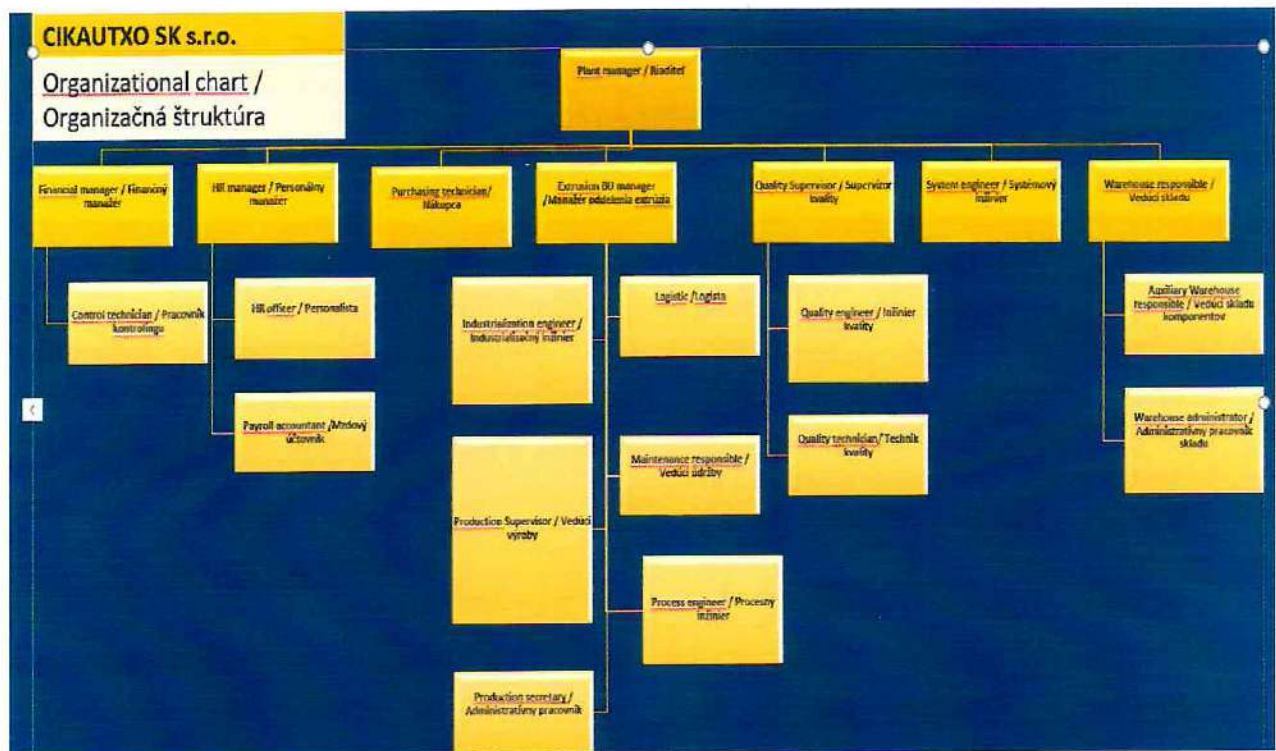 CIKAUTXO SK s.r.o.
Organizational chart /
Organizačná štruktúra
Plant manager / Riaditeľ
Financial manager / Finančný
manažér
HR manager / Personálny
manažér
Purchasing technician/
Nákupca
Extrusion BU manager
/Manažér oddelenia extrúzia
Quality Supervisor / Supervízor
kvality
System engineer / Systémový
inžinier
Warehouse responsible /
Vedúci skladu
Control technician / Pracovník
kontrolingu
HR officer / Personalista
Payroll accountant /Mzdový
účtovník
Industrialization engineer /
Industrializačný inžinier
Logistic /Logista
Production Supervisor / Vedúci
výroby
Maintenance responsible /
Vedúci údržby
Process engineer / Procesný
inžinier
Production secretary /
Administratívny pracovník
Quality engineer / Inžinier
kvality
Quality technician/ Technik
kvality
Auxiliary Warehouse
responsible / Vedúci skladu
komponentov
Warehouse administrator /
Administratívny pracovník
skladu